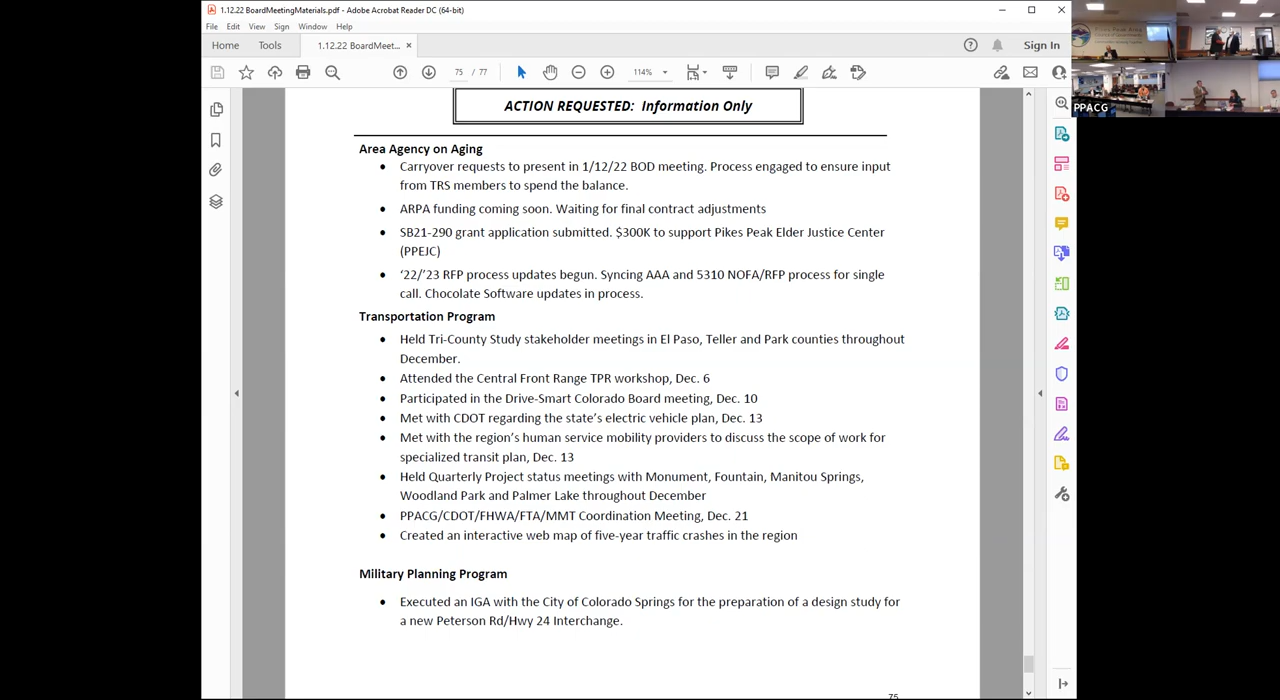 1.12.22 BoardMeetingMaterials.pdf - Adobe Acrobat Reader DC (64-bit)
File Edit View Sign Window Help
Home Tools 1.12.22 BoardMeet... × Sign In
75 / 77 114%
PPACG
ACTION REQUESTED: Information Only
Area Agency on Aging
• Carryover requests to present in 1/12/22 BOD meeting. Process engaged to ensure input
from TRS members to spend the balance.
• ARPA funding coming soon. Waiting for final contract adjustments
• SB21-290 grant application submitted. $300K to support Pikes Peak Elder Justice Center
(PPEJC)
• ‘22/’23 RFP process updates begun. Syncing AAA and 5310 NOFA/RFP process for single
call. Chocolate Software updates in process.
Transportation Program
• Held Tri-County Study stakeholder meetings in El Paso, Teller and Park counties throughout
December.
• Attended the Central Front Range TPR workshop, Dec. 6
• Participated in the Drive-Smart Colorado Board meeting, Dec. 10
• Met with CDOT regarding the state’s electric vehicle plan, Dec. 13
• Met with the region’s human service mobility providers to discuss the scope of work for
specialized transit plan, Dec. 13
• Held Quarterly Project status meetings with Monument, Fountain, Manitou Springs,
Woodland Park and Palmer Lake throughout December
• PPACG/CDOT/FHWA/FTA/MMT Coordination Meeting, Dec. 21
• Created an interactive web map of five-year traffic crashes in the region
Military Planning Program
• Executed an IGA with the City of Colorado Springs for the preparation of a design study for
a new Peterson Rd/Hwy 24 Interchange.
75